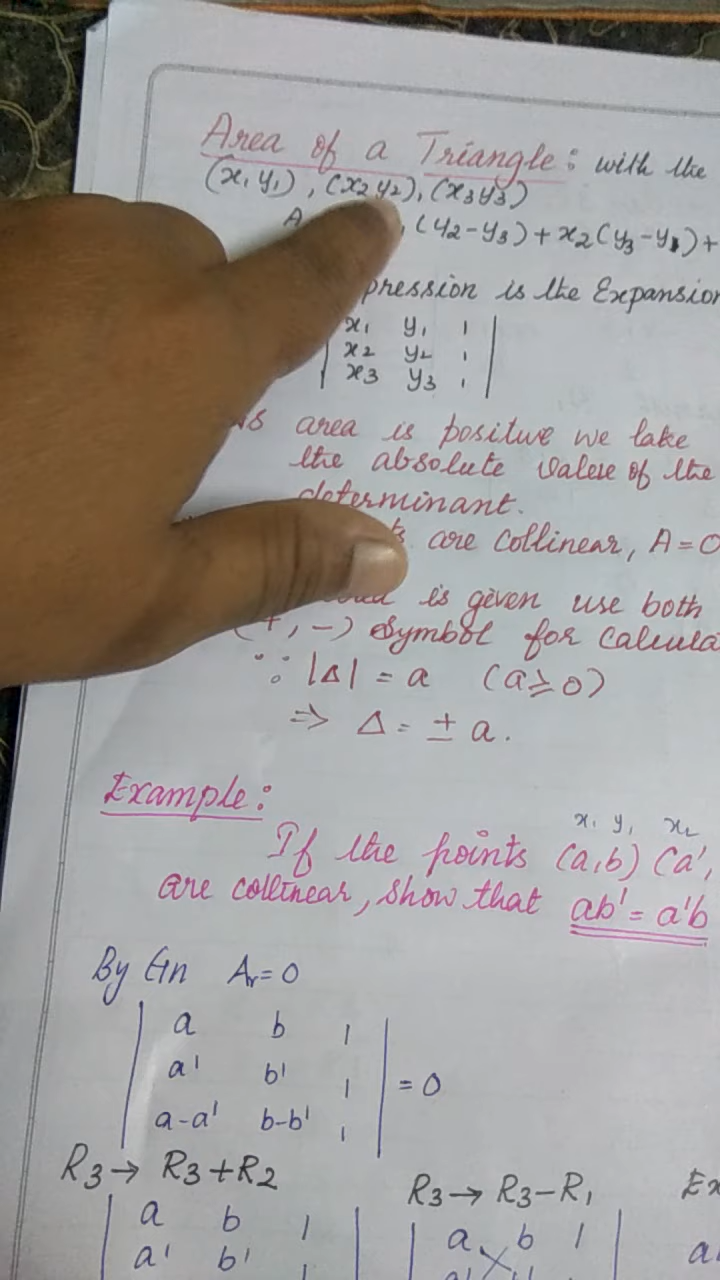 Area of a Triangle: with the
(x₁ y₁), (x₂ y₂), (x₃ y₃)
A (y₂-y₃) + x₂(y₃-y₁) +
pression is the Expansion
| x₁ y₁ 1 |
| x₂ y₂ 1 |
| x₃ y₃ 1 |
area is positive we take
the absolute value of the
determinant.
are collinear, A = 0
is given use both
(+, -) Symbol for calcula
∵ |Δ| = a (a ≥ 0)
⇒ Δ = ± a.
Example:
x₁ y₁ x₂
If the points (a,b) (a',
are collinear, show that ab' = a'b
By Gn Ar = 0
| a b 1 |
| a' b' 1 | = 0
| a-a' b-b' 1 |
R₃ → R₃ + R₂ R₃ → R₃ - R₁ Ex
| a b 1 | | a b 1 | a
| a' b'